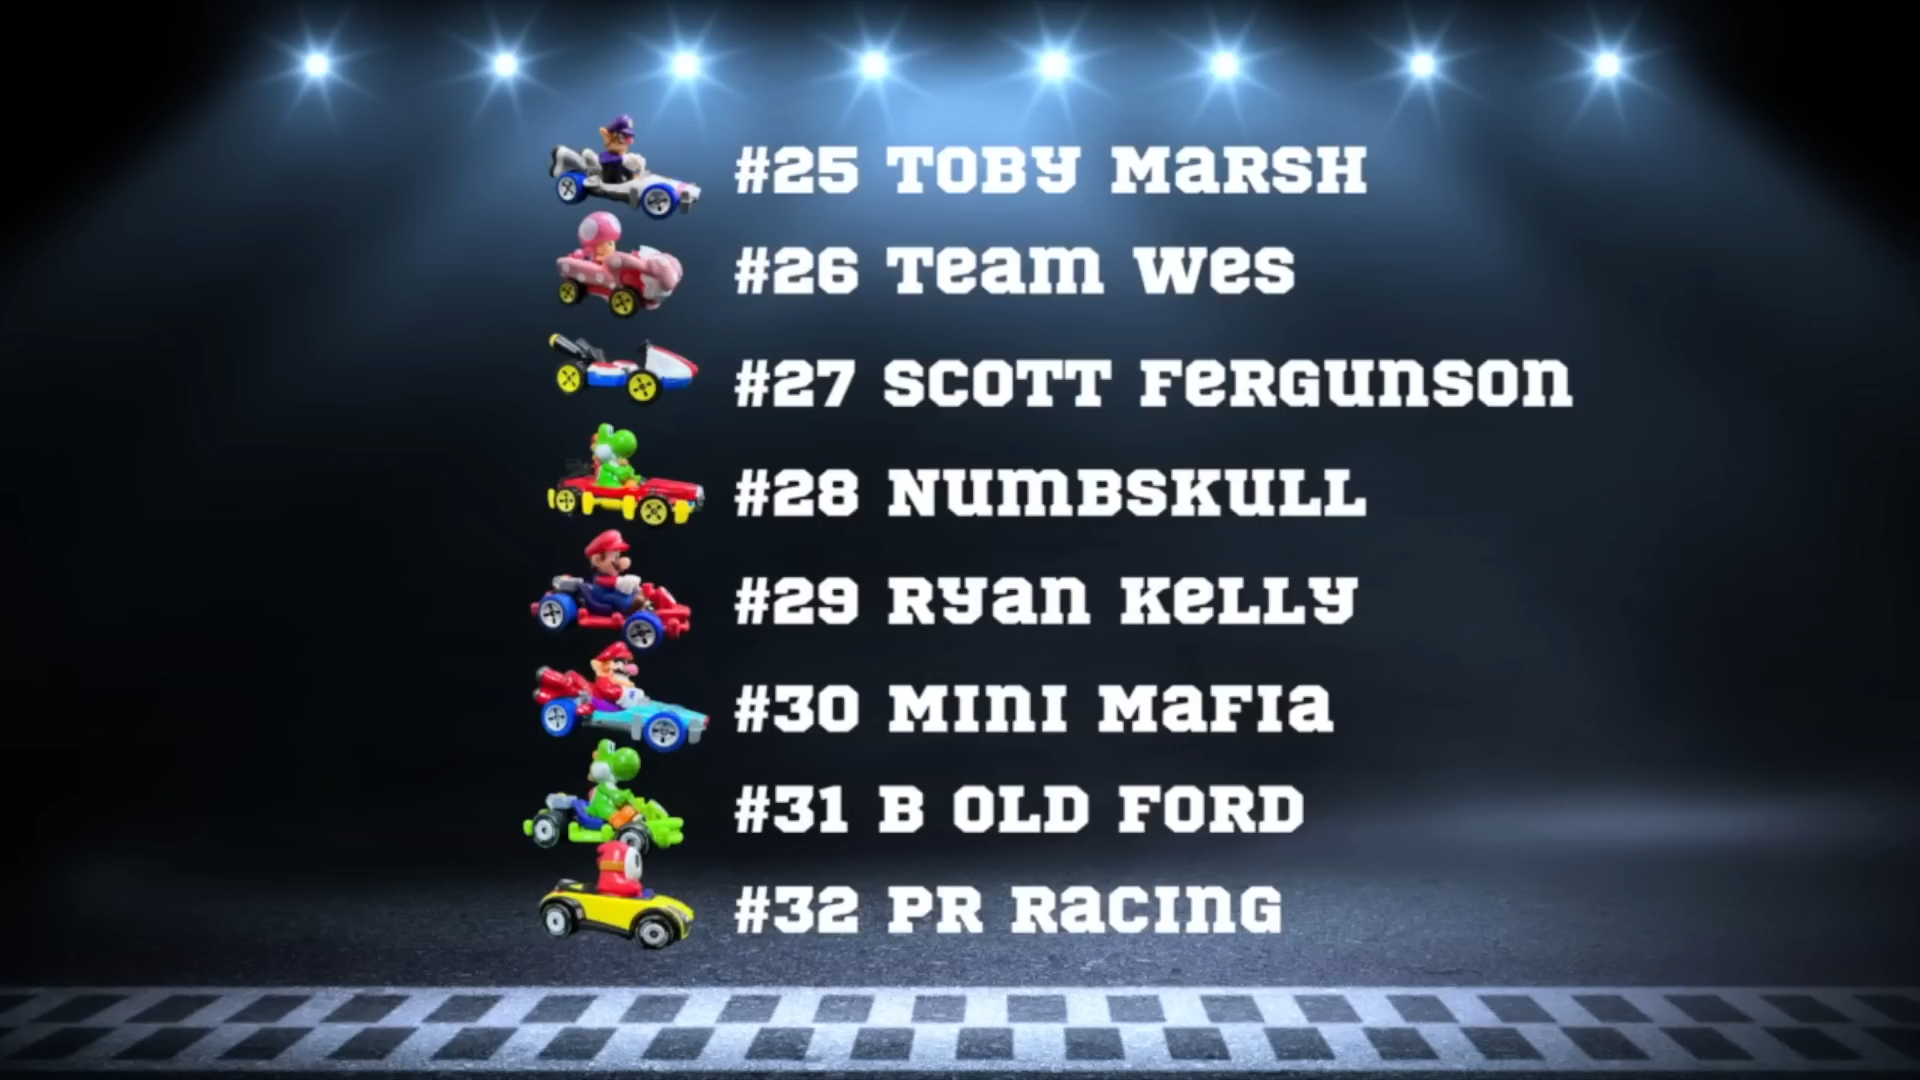 #25 TOBY MARSH
#26 Team Wes
#27 SCOTT FERGUNSON
#28 NUMBSKULL
#29 RYAN KELLY
#30 MINI MAFIA
#31 B OLD FORD
#32 PR RACING